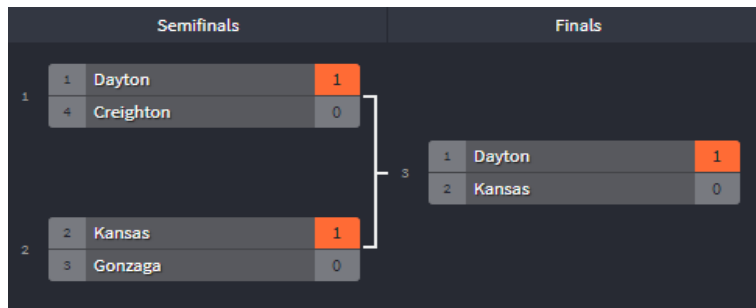 Semifinals Finals
1
1 Dayton 1
4 Creighton 0
2
2 Kansas 1
3 Gonzaga 0
3
1 Dayton 1
2 Kansas 0